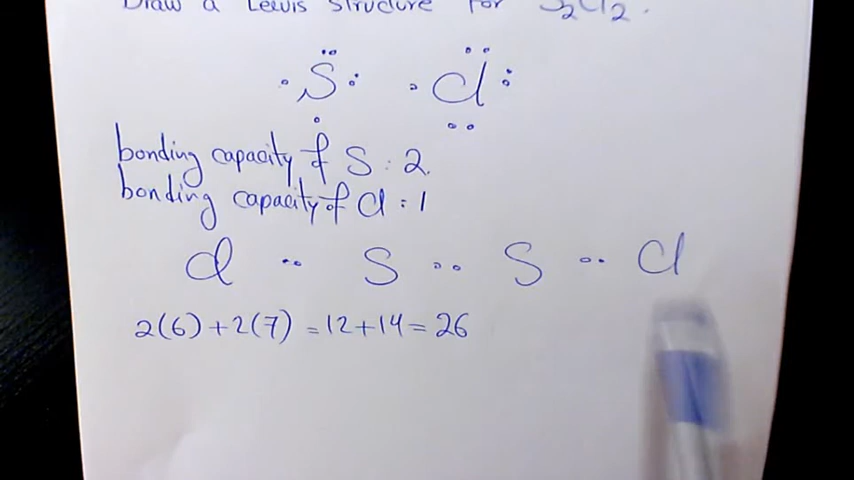 Draw a Lewis Structure for S₂Cl₂.
S Cl
bonding capacity of S : 2.
bonding capacity of Cl : 1
Cl S S Cl
2(6) + 2(7) = 12 + 14 = 26